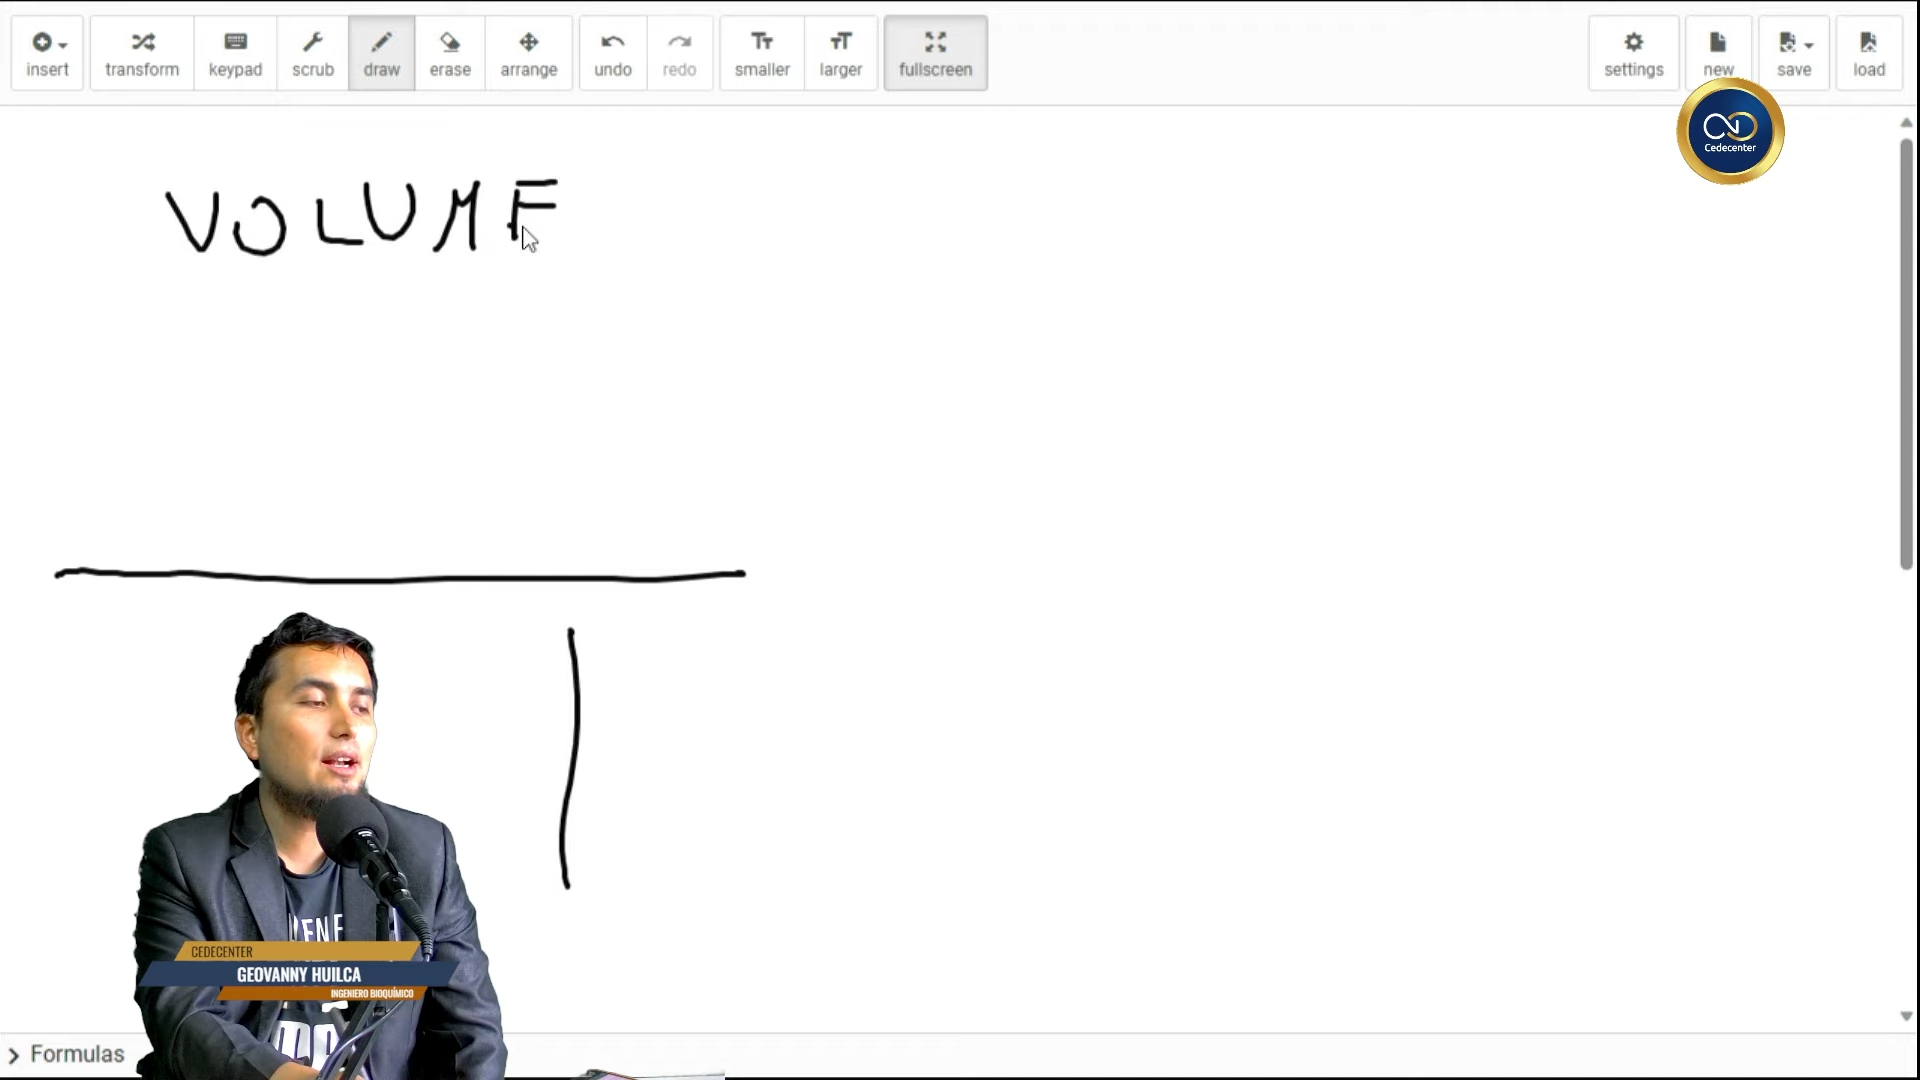 insert
transform
keypad
scrub
draw
erase
arrange
undo
redo
smaller
larger
fullscreen
settings
new
save
load
Cedecenter
VOLUME
CEDECENTER
GEOVANNY HUILCA
INGENIERO BIOQUÍMICO
Formulas